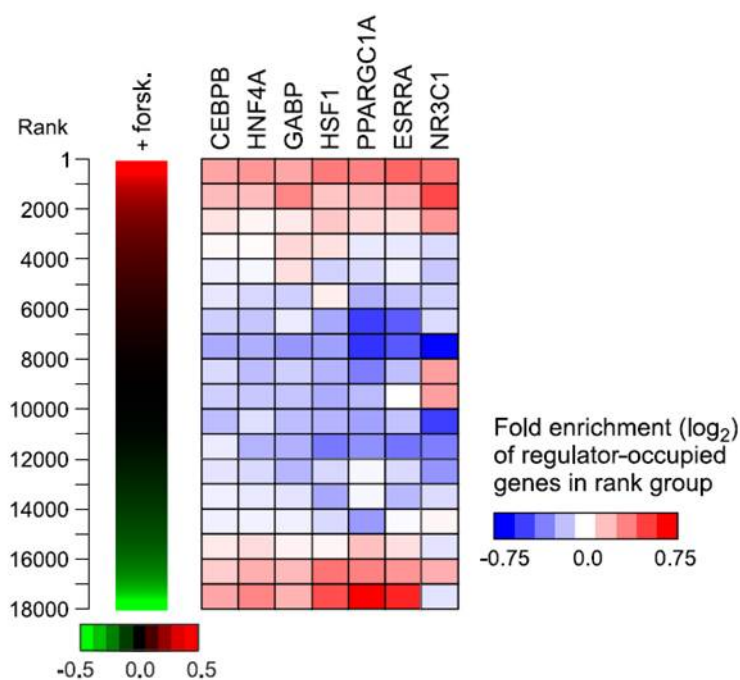 Rank
+ forsk.
CEBPB
HNF4A
GABP
HSF1
PPARGC1A
ESRRA
NR3C1
1
2000
4000
6000
8000
10000
12000
14000
16000
18000
Fold enrichment (log2)
of regulator-occupied
genes in rank group
-0.75 0.0 0.75
-0.5 0.0 0.5